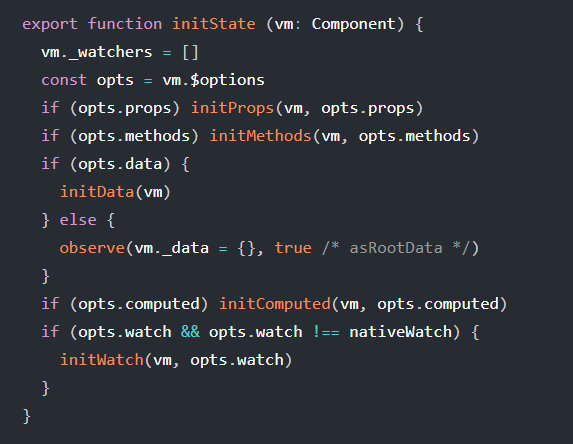 export function initState (vm: Component) {
  vm._watchers = []
  const opts = vm.$options
  if (opts.props) initProps(vm, opts.props)
  if (opts.methods) initMethods(vm, opts.methods)
  if (opts.data) {
    initData(vm)
  } else {
    observe(vm._data = {}, true /* asRootData */)
  }
  if (opts.computed) initComputed(vm, opts.computed)
  if (opts.watch && opts.watch !== nativeWatch) {
    initWatch(vm, opts.watch)
  }
}